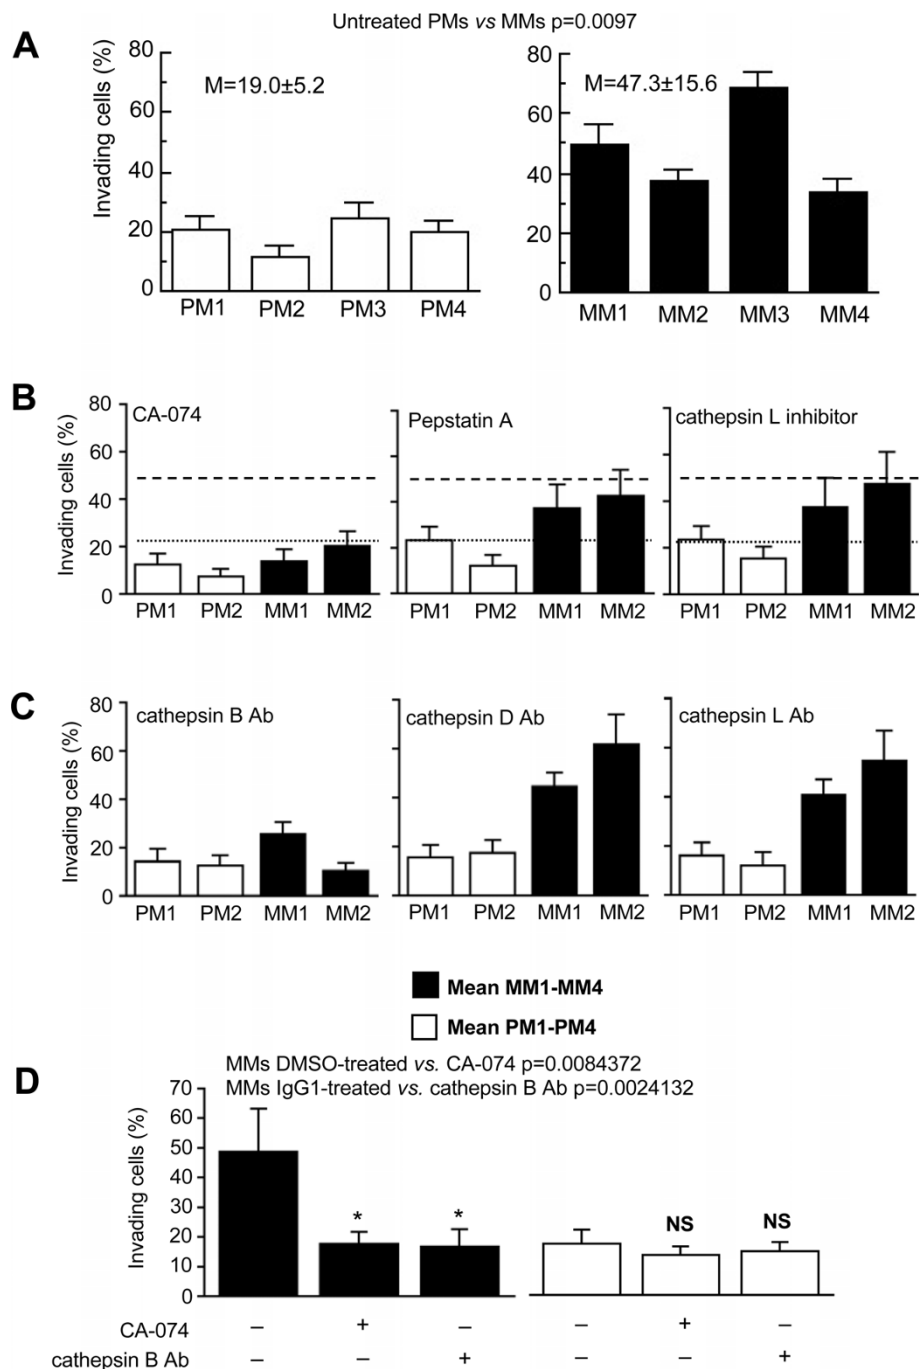 Untreated PMs vs MMs p=0.0097
A
Invading cells (%)
80
60
40
20
0
M=19.0±5.2
PM1 PM2 PM3 PM4
80
60
40
20
0
M=47.3±15.6
MM1 MM2 MM3 MM4
B
Invading cells (%)
80
60
40
20
0
CA-074
PM1 PM2 MM1 MM2
Pepstatin A
PM1 PM2 MM1 MM2
cathepsin L inhibitor
PM1 PM2 MM1 MM2
C
Invading cells (%)
80
60
40
20
0
cathepsin B Ab
PM1 PM2 MM1 MM2
cathepsin D Ab
PM1 PM2 MM1 MM2
cathepsin L Ab
PM1 PM2 MM1 MM2
Mean MM1-MM4
Mean PM1-PM4
D
MMs DMSO-treated vs. CA-074 p=0.0084372
MMs IgG1-treated vs. cathepsin B Ab p=0.0024132
Invading cells (%)
70
60
50
40
30
20
10
0
* * NS NS
CA-074 – + – – + –
cathepsin B Ab – – + – – +